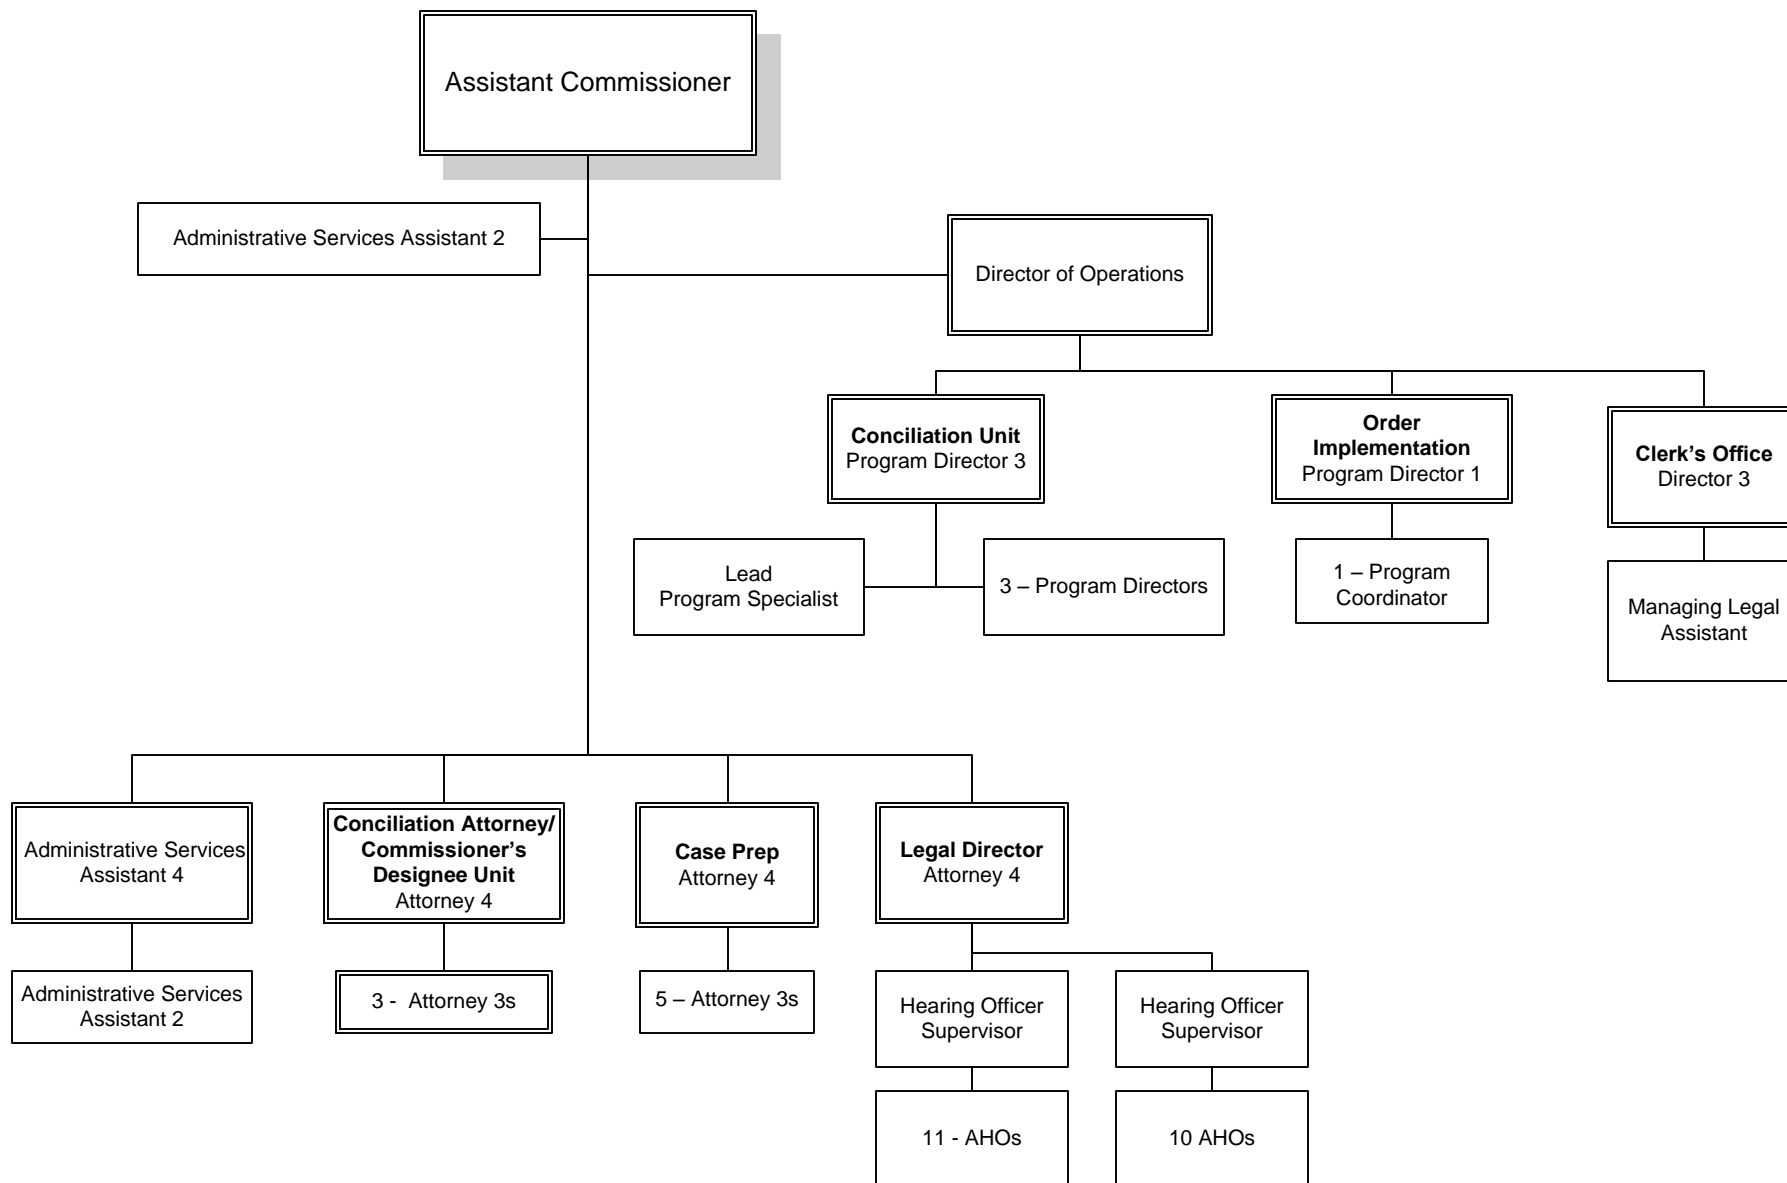 Assistant Commissioner
Administrative Services Assistant 2
Director of Operations
Conciliation Unit
Program Director 3
Order
Implementation
Program Director 1
Clerk's Office
Director 3
Lead
Program Specialist
3 – Program Directors
1 – Program
Coordinator
Managing Legal
Assistant
Administrative Services
Assistant 4
Conciliation Attorney/
Commissioner's
Designee Unit
Attorney 4
Case Prep
Attorney 4
Legal Director
Attorney 4
Administrative Services
Assistant 2
3 -  Attorney 3s
5 – Attorney 3s
Hearing Officer
Supervisor
Hearing Officer
Supervisor
11 - AHOs
10 AHOs